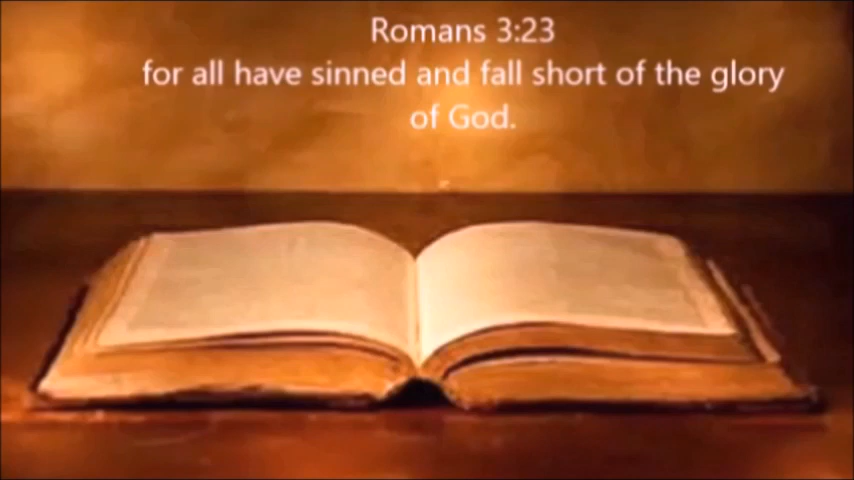 Romans 3:23
for all have sinned and fall short of the glory
of God.